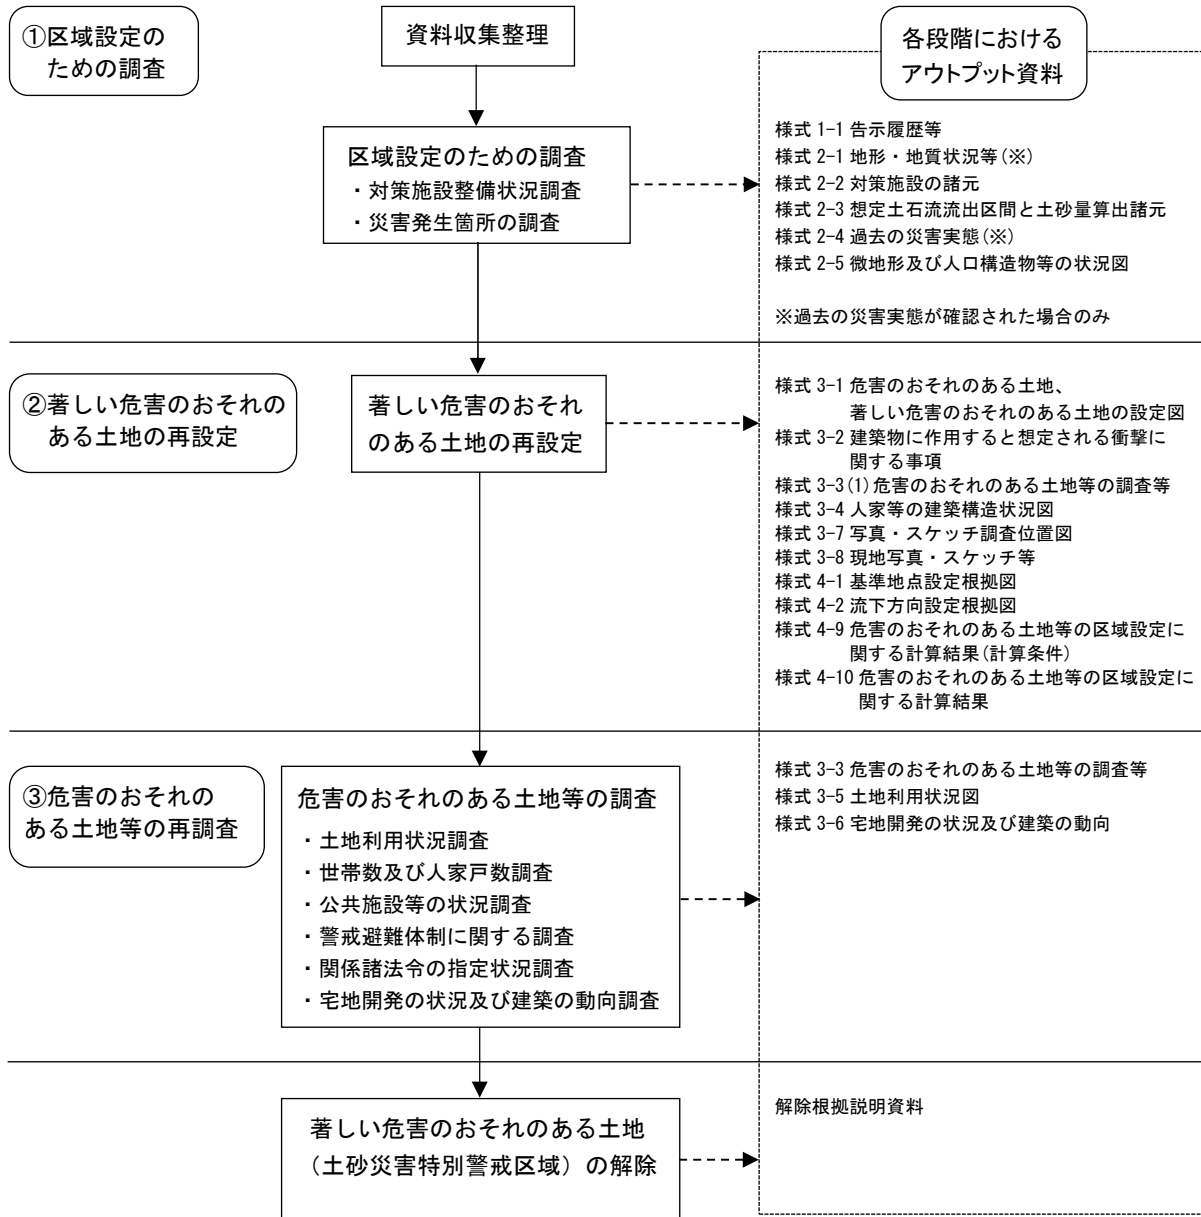 ①区域設定の
ための調査
資料収集整理
各段階における
アウトプット資料
区域設定のための調査
・対策施設整備状況調査
・災害発生箇所の調査
様式 1-1 告示履歴等
様式 2-1 地形・地質状況等(※)
様式 2-2 対策施設の諸元
様式 2-3 想定土石流流出区間と土砂量算出諸元
様式 2-4 過去の災害実態(※)
様式 2-5 微地形及び人口構造物等の状況図
※過去の災害実態が確認された場合のみ
②著しい危害のおそれの
ある土地の再設定
著しい危害のおそれ
のある土地の再設定
様式 3-1 危害のおそれのある土地、
著しい危害のおそれのある土地の設定図
様式 3-2 建築物に作用すると想定される衝撃に
関する事項
様式 3-3(1)危害のおそれのある土地等の調査等
様式 3-4 人家等の建築構造状況図
様式 3-7 写真・スケッチ調査位置図
様式 3-8 現地写真・スケッチ等
様式 4-1 基準地点設定根拠図
様式 4-2 流下方向設定根拠図
様式 4-9 危害のおそれのある土地等の区域設定に
関する計算結果(計算条件)
様式 4-10 危害のおそれのある土地等の区域設定に
関する計算結果
③危害のおそれの
ある土地等の再調査
危害のおそれのある土地等の調査
・土地利用状況調査
・世帯数及び人家戸数調査
・公共施設等の状況調査
・警戒避難体制に関する調査
・関係諸法令の指定状況調査
・宅地開発の状況及び建築の動向調査
様式 3-3 危害のおそれのある土地等の調査等
様式 3-5 土地利用状況図
様式 3-6 宅地開発の状況及び建築の動向
著しい危害のおそれのある土地
（土砂災害特別警戒区域）の解除
解除根拠説明資料